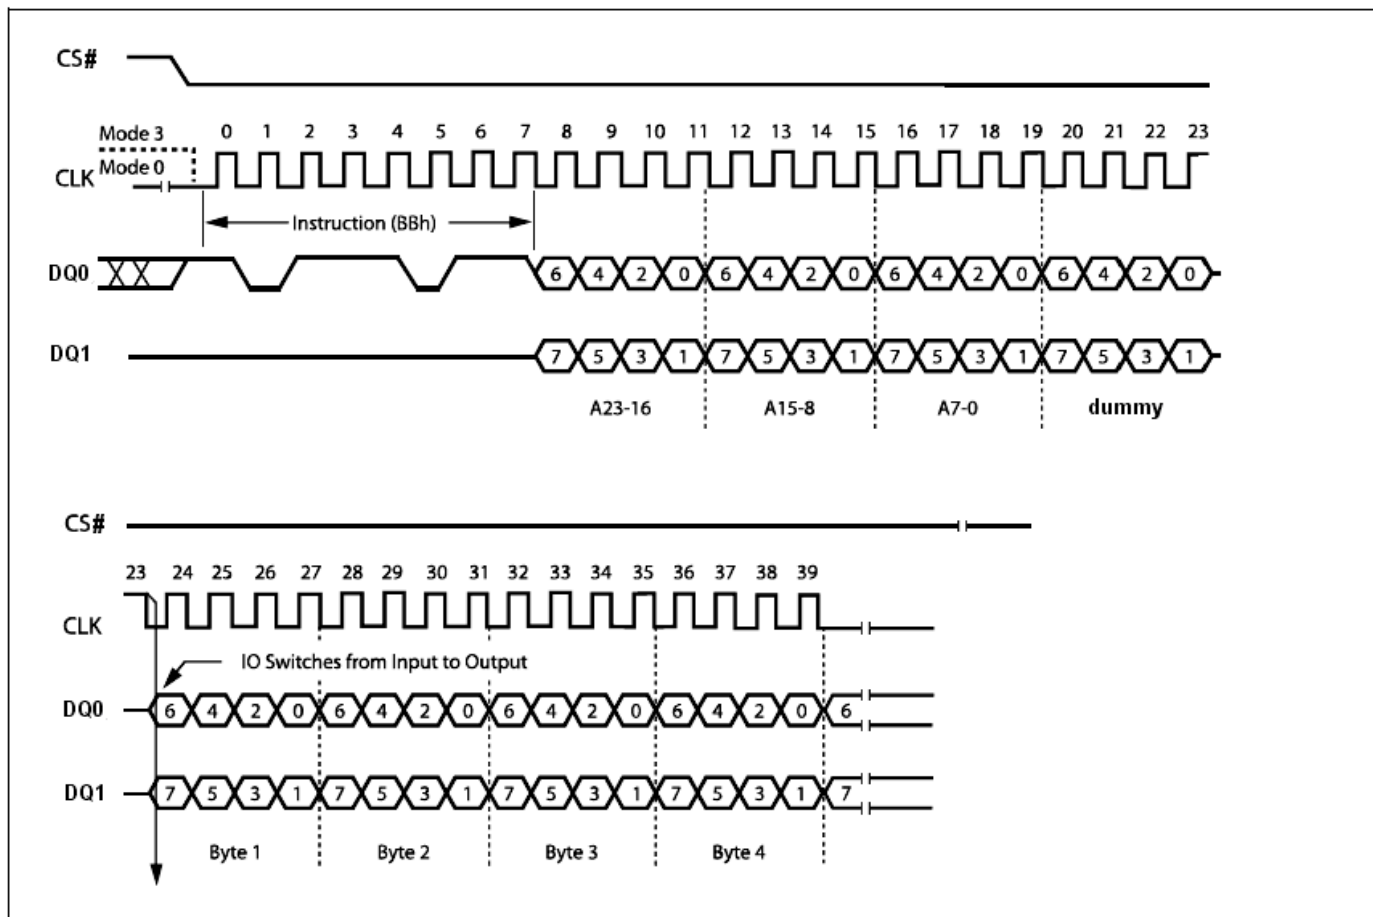 CS#
Mode 3
0 1 2 3 4 5 6 7 8 9 10 11 12 13 14 15 16 17 18 19 20 21 22 23
Mode 0
CLK
Instruction (BBh)
DQ0 6 4 2 0 6 4 2 0 6 4 2 0 6 4 2 0
DQ1 7 5 3 1 7 5 3 1 7 5 3 1 7 5 3 1
A23-16 A15-8 A7-0 dummy
CS#
23 24 25 26 27 28 29 30 31 32 33 34 35 36 37 38 39
CLK
IO Switches from Input to Output
DQ0 6 4 2 0 6 4 2 0 6 4 2 0 6 4 2 0 6
DQ1 7 5 3 1 7 5 3 1 7 5 3 1 7 5 3 1 7
Byte 1 Byte 2 Byte 3 Byte 4